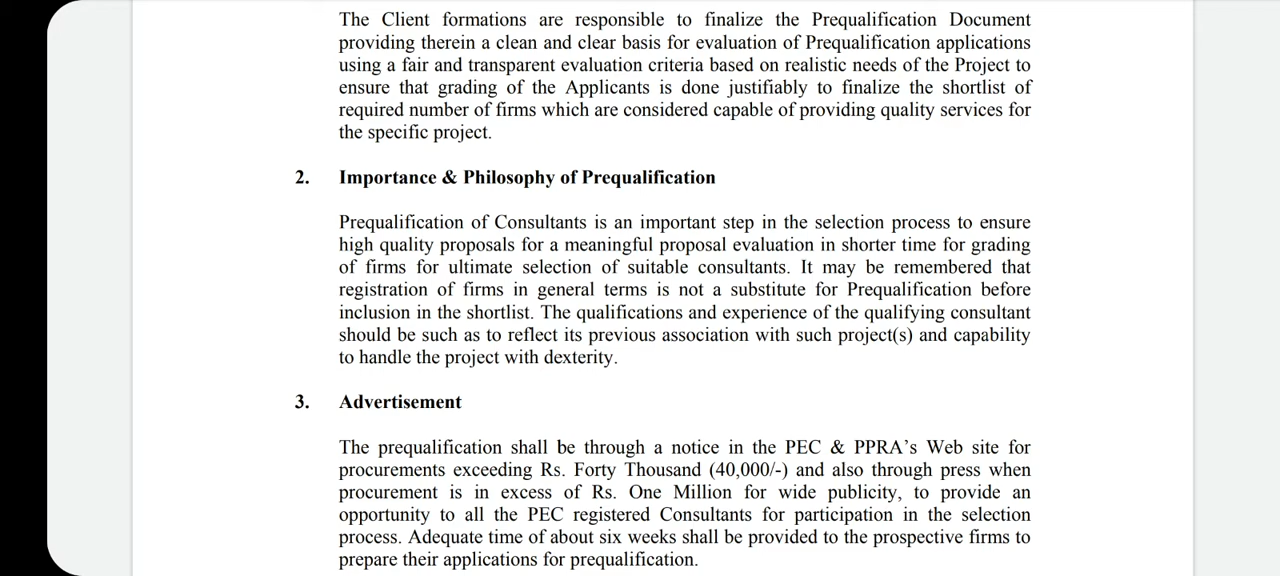 The Client formations are responsible to finalize the Prequalification Document
providing therein a clean and clear basis for evaluation of Prequalification applications
using a fair and transparent evaluation criteria based on realistic needs of the Project to
ensure that grading of the Applicants is done justifiably to finalize the shortlist of
required number of firms which are considered capable of providing quality services for
the specific project.
2. Importance & Philosophy of Prequalification
Prequalification of Consultants is an important step in the selection process to ensure
high quality proposals for a meaningful proposal evaluation in shorter time for grading
of firms for ultimate selection of suitable consultants. It may be remembered that
registration of firms in general terms is not a substitute for Prequalification before
inclusion in the shortlist. The qualifications and experience of the qualifying consultant
should be such as to reflect its previous association with such project(s) and capability
to handle the project with dexterity.
3. Advertisement
The prequalification shall be through a notice in the PEC & PPRA's Web site for
procurements exceeding Rs. Forty Thousand (40,000/-) and also through press when
procurement is in excess of Rs. One Million for wide publicity, to provide an
opportunity to all the PEC registered Consultants for participation in the selection
process. Adequate time of about six weeks shall be provided to the prospective firms to
prepare their applications for prequalification.